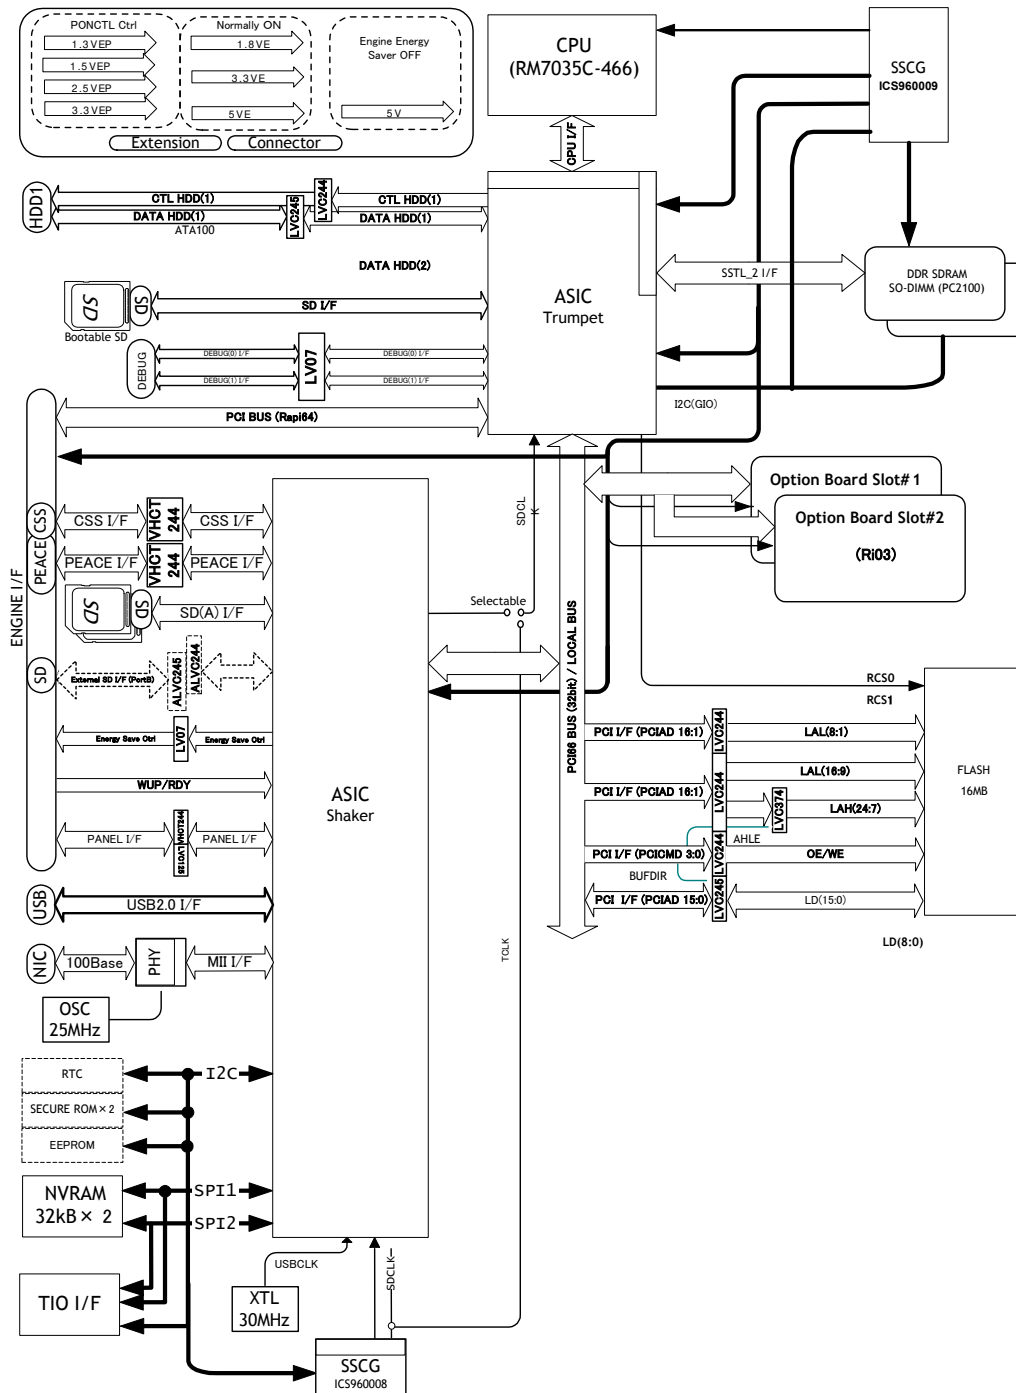 PONCTL Ctrl
1.3VEP
1.5VEP
2.5VEP
3.3VEP
Normally ON
1.8VE
3.3VE
5VE
Engine Energy
Saver OFF
5V
Extension
Connector
CPU
(RM7035C-466)
SSCG
ICS960009
CPU I/F
HDD1
CTL HDD(1)
DATA HDD(1)
ATA100
LVC245
LVC244
CTL HDD(1)
DATA HDD(1)
DATA HDD(2)
ASIC
Trumpet
SSTL_2 I/F
DDR SDRAM
SO-DIMM (PC2100)
SD
Bootable SD
SD
SD I/F
DEBUG
DEBUG(0) I/F
DEBUG(1) I/F
LV07
DEBUG(0) I/F
DEBUG(1) I/F
I2C(GIO)
PCI BUS (Rapi64)
ENGINE I/F
CSS
CSS I/F
VHCT
244
CSS I/F
PEACE
PEACE I/F
VHCT
244
PEACE I/F
SD
SD
SD(A) I/F
SD
External SD I/F (PortB)
ALVC245
ALVC244
LV07
Energy Save Ctrl
Energy Save Ctrl
WUP/RDY
PANEL I/F
VHCT244
/LVC125
PANEL I/F
ASIC
Shaker
SDCL
K
Selectable
PCI66 BUS (32bit) / LOCAL BUS
TCLK
Option Board Slot#1
Option Board Slot#2
(Ri03)
RCS0
RCS1
PCI I/F (PCIAD 16:1)
LVC244
LAL(8:1)
PCI I/F (PCIAD 16:1)
LVC244
LAL(16:9)
LVC374
LAH(24:7)
AHLE
PCI I/F (PCICMD 3:0)
LVC244
OE/WE
BUFDIR
PCI I/F (PCIAD 15:0)
LVC245
LD(15:0)
LD(8:0)
FLASH
16MB
USB
USB2.0 I/F
NIC
100Base
PHY
MII I/F
OSC
25MHz
RTC
SECURE ROM×2
EEPROM
I2C
NVRAM
32kB× 2
SPI1
SPI2
TIO I/F
USBCLK
XTL
30MHz
SDCLK
SSCG
ICS960008